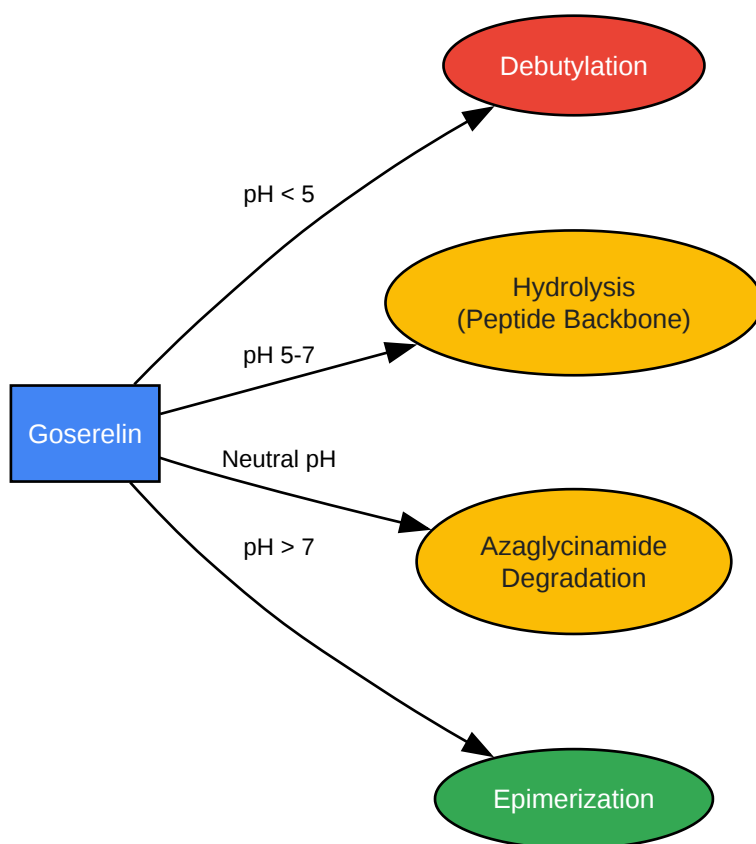 Debutylation
pH < 5
Hydrolysis
(Peptide Backbone)
pH 5-7
Goserelin
Neutral pH
Azaglycinamide
Degradation
pH > 7
Epimerization